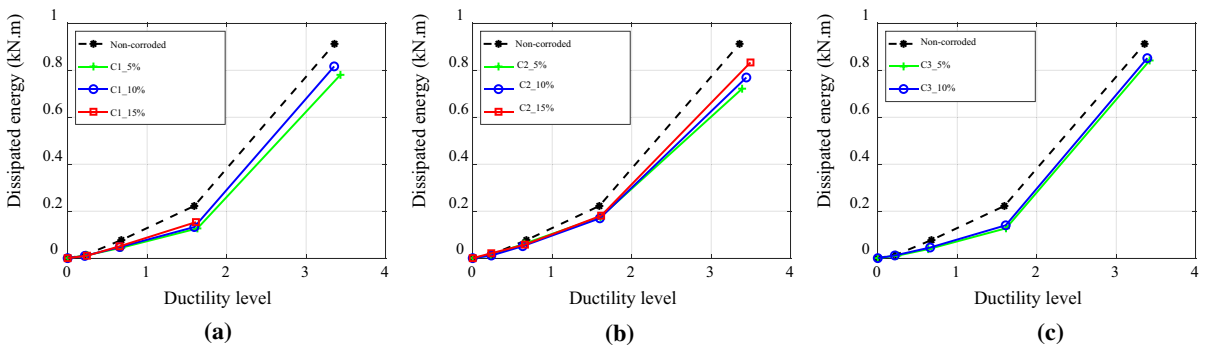 Dissipated energy (kN.m)
1
0.8
0.6
0.4
0.2
0
0
1
2
3
4
Non-corroded
C1_5%
C1_10%
C1_15%
Ductility level
(a)
Dissipated energy (kN.m)
1
0.8
0.6
0.4
0.2
0
0
1
2
3
4
Non-corroded
C2_5%
C2_10%
C2_15%
Ductility level
(b)
Dissipated energy (kN.m)
1
0.8
0.6
0.4
0.2
0
0
1
2
3
4
Non-corroded
C3_5%
C3_10%
Ductility level
(c)